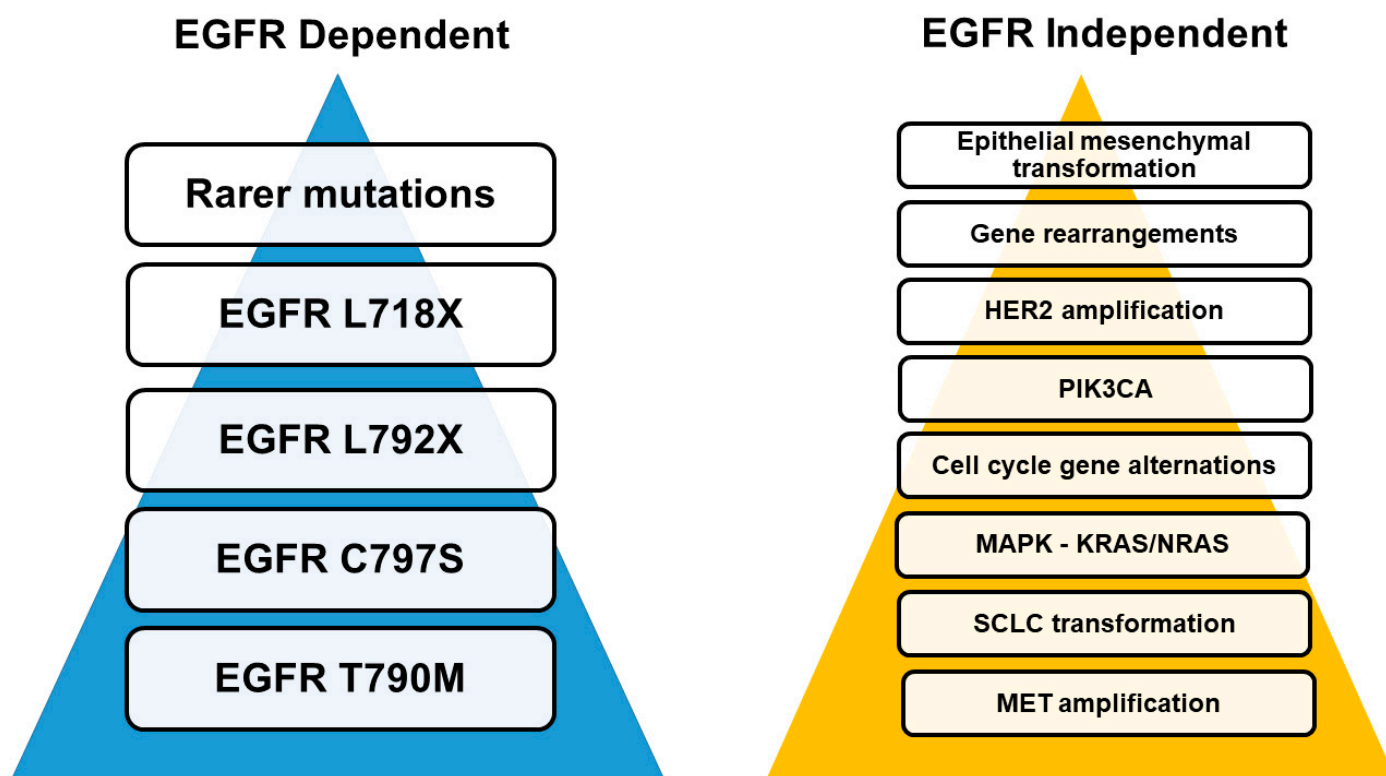 EGFR Dependent
Rarer mutations
EGFR L718X
EGFR L792X
EGFR C797S
EGFR T790M
EGFR Independent
Epithelial mesenchymal
transformation
Gene rearrangements
HER2 amplification
PIK3CA
Cell cycle gene alternations
MAPK - KRAS/NRAS
SCLC transformation
MET amplification